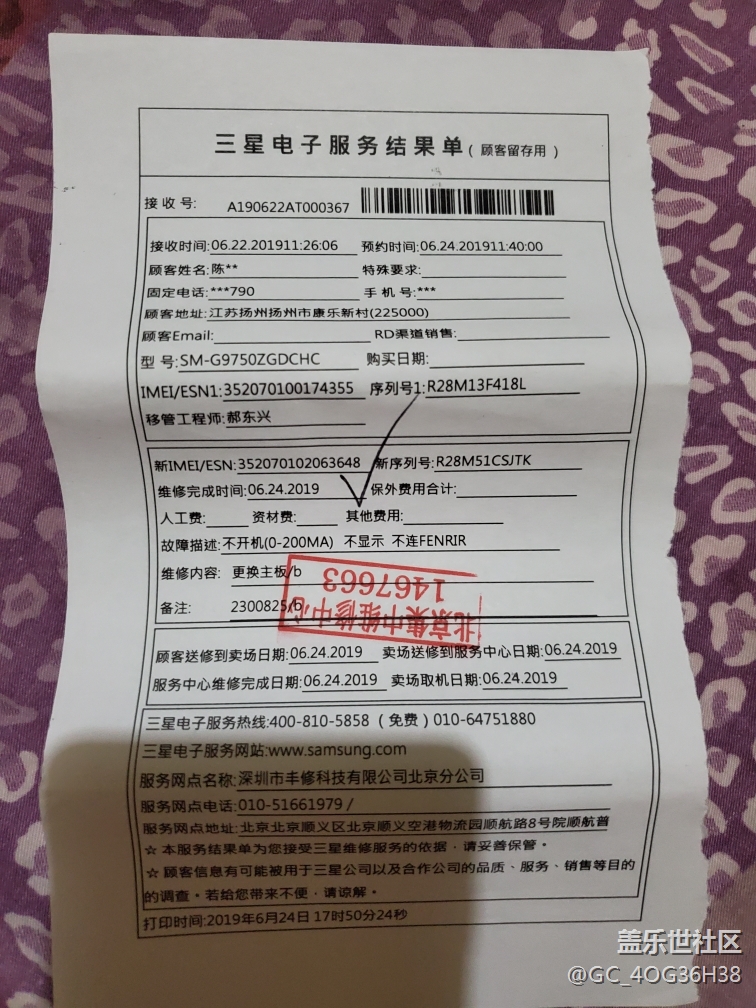 三星电子服务结果单(顾客留存用)
接收号: A190622AT000367
接收时间:06.22.201911:26:06 预约时间:06.24.201911:40:00
顾客姓名:陈** 特殊要求:
固定电话:***790 手 机 号:***
顾客地址:江苏扬州扬州市康乐新村(225000)
顾客Email: RD渠道销售:
型 号:SM-G9750ZGDCHC 购买日期:
IMEI/ESN1:352070100174355 序列号1:R28M13F418L
移管工程师:郝东兴
新IMEI/ESN:352070102063648 新序列号:R28M51CSJTK
维修完成时间:06.24.2019 保外费用合计:
人工费: 资材费: 其他费用:
故障描述:不开机(0-200MA) 不显示 不连FENRIR
维修内容: 更换主板/b
备注: 2300825/b
北京集中维修中心
1467663
顾客送修到卖场日期:06.24.2019 卖场送修到服务中心日期:06.24.2019
服务中心维修完成日期:06.24.2019 卖场取机日期:06.24.2019
三星电子服务热线:400-810-5858(免费)010-64751880
三星电子服务网站:www.samsung.com
服务网点名称:深圳市丰修科技有限公司北京分公司
服务网点电话:010-51661979 /
服务网点地址:北京北京顺义区北京顺义空港物流园顺航路8号院顺航普
☆ 本服务结果单为您接受三星维修服务的依据,请妥善保管。
☆ 顾客信息有可能被用于三星公司以及合作公司的品质、服务、销售等目的
的调查。若给您带来不便,请谅解。
打印时间:2019年6月24日 17时50分24秒
盖乐世社区
@GC_4OG36H38